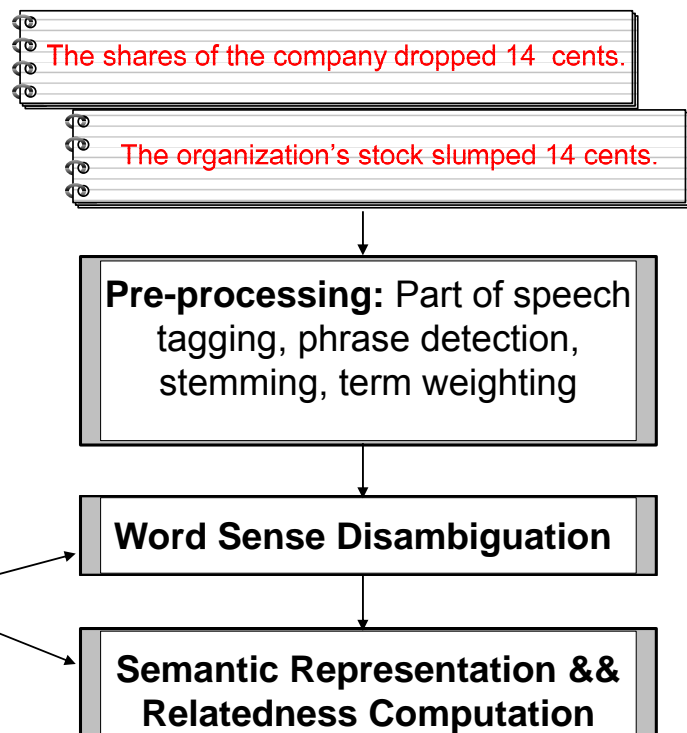 The shares of the company dropped 14 cents.
The organization’s stock slumped 14 cents.
Pre-processing: Part of speech
tagging, phrase detection,
stemming, term weighting
Word Sense Disambiguation
Semantic Representation &&
Relatedness Computation